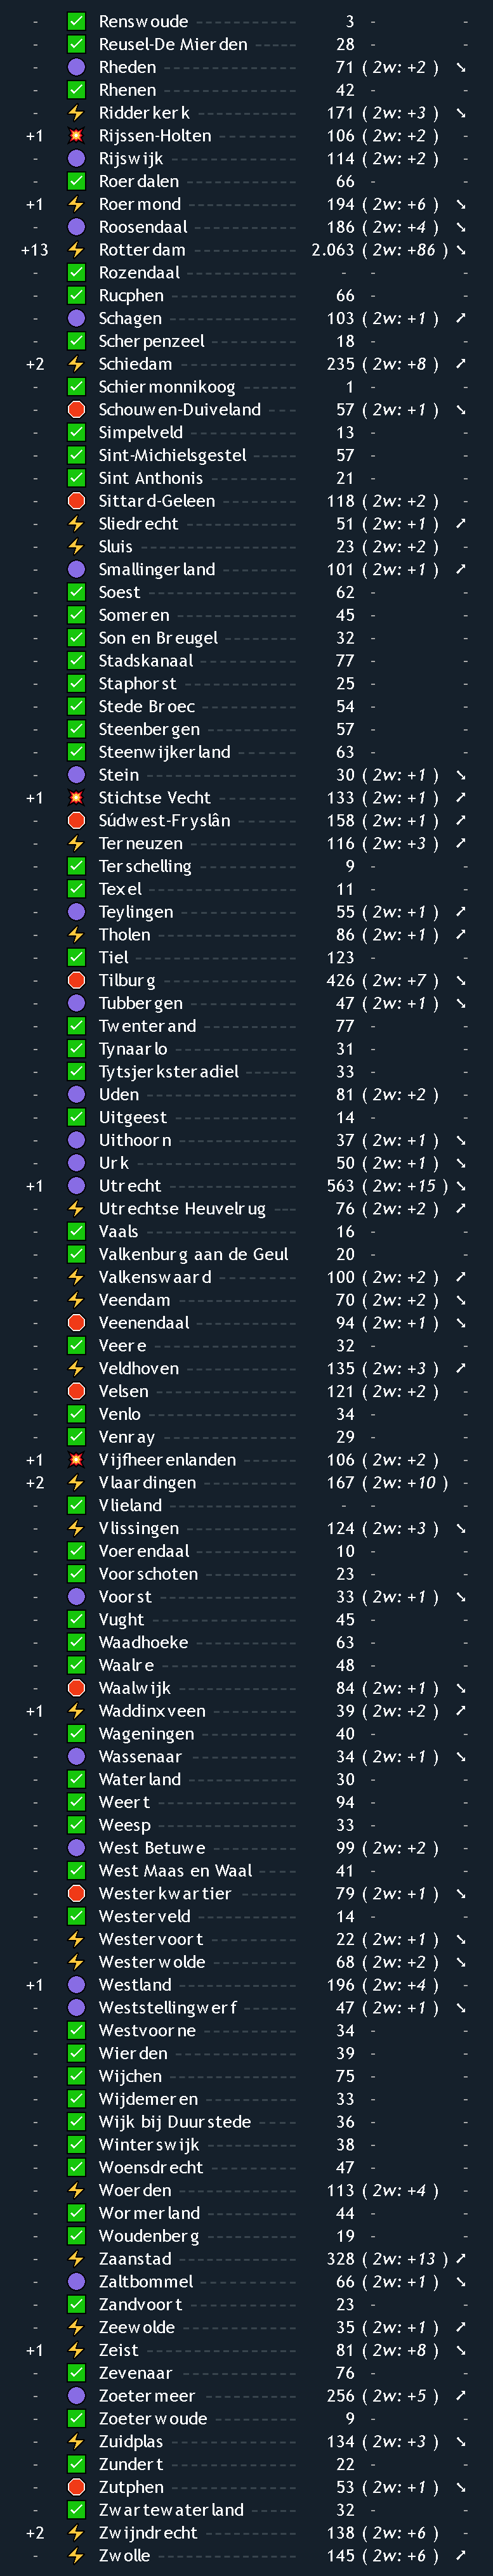 - ✅ Renswoude 3 - -
- ✅ Reusel-De Mierden 28 - -
- 🟣 Rheden 71 ( 2w: +2 ) ↘
- ✅ Rhenen 42 - -
- ⚡ Ridderkerk 171 ( 2w: +3 ) ↘
+1 💥 Rijssen-Holten 106 ( 2w: +2 ) -
- 🟣 Rijswijk 114 ( 2w: +2 ) -
- ✅ Roerdalen 66 - -
+1 ⚡ Roermond 194 ( 2w: +6 ) ↘
- 🟣 Roosendaal 186 ( 2w: +4 ) ↘
+13 ⚡ Rotterdam 2.063 ( 2w: +86 ) ↘
- ✅ Rozendaal - - -
- ✅ Rucphen 66 - -
- 🟣 Schagen 103 ( 2w: +1 ) ↗
- ✅ Scherpenzeel 18 - -
+2 ⚡ Schiedam 235 ( 2w: +8 ) ↗
- ✅ Schiermonnikoog 1 - -
- 🛑 Schouwen-Duiveland 57 ( 2w: +1 ) ↘
- ✅ Simpelveld 13 - -
- ✅ Sint-Michielsgestel 57 - -
- ✅ Sint Anthonis 21 - -
- 🛑 Sittard-Geleen 118 ( 2w: +2 ) -
- ⚡ Sliedrecht 51 ( 2w: +1 ) ↗
- ⚡ Sluis 23 ( 2w: +2 ) -
- 🟣 Smallingerland 101 ( 2w: +1 ) ↗
- ✅ Soest 62 - -
- ✅ Someren 45 - -
- ✅ Son en Breugel 32 - -
- ✅ Stadskanaal 77 - -
- ✅ Staphorst 25 - -
- ✅ Stede Broec 54 - -
- ✅ Steenbergen 57 - -
- ✅ Steenwijkerland 63 - -
- 🟣 Stein 30 ( 2w: +1 ) ↘
+1 💥 Stichtse Vecht 133 ( 2w: +1 ) ↗
- 🛑 Súdwest-Fryslân 158 ( 2w: +1 ) ↗
- ⚡ Terneuzen 116 ( 2w: +3 ) ↗
- ✅ Terschelling 9 - -
- ✅ Texel 11 - -
- 🟣 Teylingen 55 ( 2w: +1 ) ↗
- ⚡ Tholen 86 ( 2w: +1 ) ↗
- ✅ Tiel 123 - -
- 🛑 Tilburg 426 ( 2w: +7 ) ↘
- 🟣 Tubbergen 47 ( 2w: +1 ) ↘
- ✅ Twenterand 77 - -
- ✅ Tynaarlo 31 - -
- ✅ Tytsjerksteradiel 33 - -
- 🟣 Uden 81 ( 2w: +2 ) -
- ✅ Uitgeest 14 - -
- 🟣 Uithoorn 37 ( 2w: +1 ) ↘
- 🟣 Urk 50 ( 2w: +1 ) ↘
+1 🟣 Utrecht 563 ( 2w: +15 ) ↘
- ⚡ Utrechtse Heuvelrug 76 ( 2w: +2 ) ↗
- ✅ Vaals 16 - -
- ✅ Valkenburg aan de Geul 20 - -
- ⚡ Valkenswaard 100 ( 2w: +2 ) ↗
- ⚡ Veendam 70 ( 2w: +2 ) ↘
- 🛑 Veenendaal 94 ( 2w: +1 ) ↘
- ✅ Veere 32 - -
- ⚡ Veldhoven 135 ( 2w: +3 ) ↗
- 🛑 Velsen 121 ( 2w: +2 ) -
- ✅ Venlo 34 - -
- ✅ Venray 29 - -
+1 💥 Vijfheerenlanden 106 ( 2w: +2 ) -
+2 ⚡ Vlaardingen 167 ( 2w: +10 ) -
- ✅ Vlieland - - -
- ⚡ Vlissingen 124 ( 2w: +3 ) ↘
- ✅ Voerendaal 10 - -
- ✅ Voorschoten 23 - -
- 🟣 Voorst 33 ( 2w: +1 ) ↘
- ✅ Vught 45 - -
- ✅ Waadhoeke 63 - -
- ✅ Waalre 48 - -
- 🛑 Waalwijk 84 ( 2w: +1 ) ↘
+1 ⚡ Waddinxveen 39 ( 2w: +2 ) ↗
- ✅ Wageningen 40 - -
- 🟣 Wassenaar 34 ( 2w: +1 ) ↘
- ✅ Waterland 30 - -
- ✅ Weert 94 - -
- ✅ Weesp 33 - -
- 🟣 West Betuwe 99 ( 2w: +2 ) -
- ✅ West Maas en Waal 41 - -
- 🛑 Westerkwartier 79 ( 2w: +1 ) ↘
- ✅ Westerveld 14 - -
- ⚡ Westervoort 22 ( 2w: +1 ) ↘
- ⚡ Westerwolde 68 ( 2w: +2 ) ↘
+1 🟣 Westland 196 ( 2w: +4 ) -
- 🟣 Weststellingwerf 47 ( 2w: +1 ) ↘
- ✅ Westvoorne 34 - -
- ✅ Wierden 39 - -
- ✅ Wijchen 75 - -
- ✅ Wijdemeren 33 - -
- ✅ Wijk bij Duurstede 36 - -
- ✅ Winterswijk 38 - -
- ✅ Woensdrecht 47 - -
- ⚡ Woerden 113 ( 2w: +4 ) -
- ✅ Wormerland 44 - -
- ✅ Woudenberg 19 - -
- ⚡ Zaanstad 328 ( 2w: +13 ) ↗
- 🟣 Zaltbommel 66 ( 2w: +1 ) ↘
- ✅ Zandvoort 23 - -
- ⚡ Zeewolde 35 ( 2w: +1 ) ↗
+1 ⚡ Zeist 81 ( 2w: +8 ) ↘
- ✅ Zevenaar 76 - -
- 🟣 Zoetermeer 256 ( 2w: +5 ) ↗
- ✅ Zoeterwoude 9 - -
- ⚡ Zuidplas 134 ( 2w: +3 ) ↘
- ✅ Zundert 22 - -
- 🛑 Zutphen 53 ( 2w: +1 ) ↘
- ✅ Zwartewaterland 32 - -
+2 ⚡ Zwijndrecht 138 ( 2w: +6 ) -
- ⚡ Zwolle 145 ( 2w: +6 ) ↗